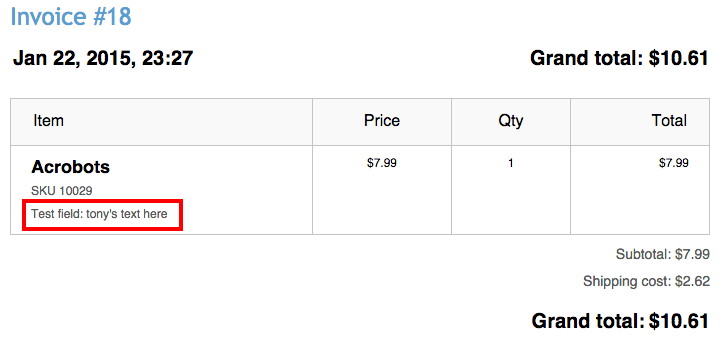 Invoice #18
Jan 22, 2015, 23:27 Grand total: $10.61
Item Price Qty Total
Acrobots $7.99 1 $7.99
SKU 10029
Test field: tony's text here
Subtotal: $7.99
Shipping cost: $2.62
Grand total: $10.61